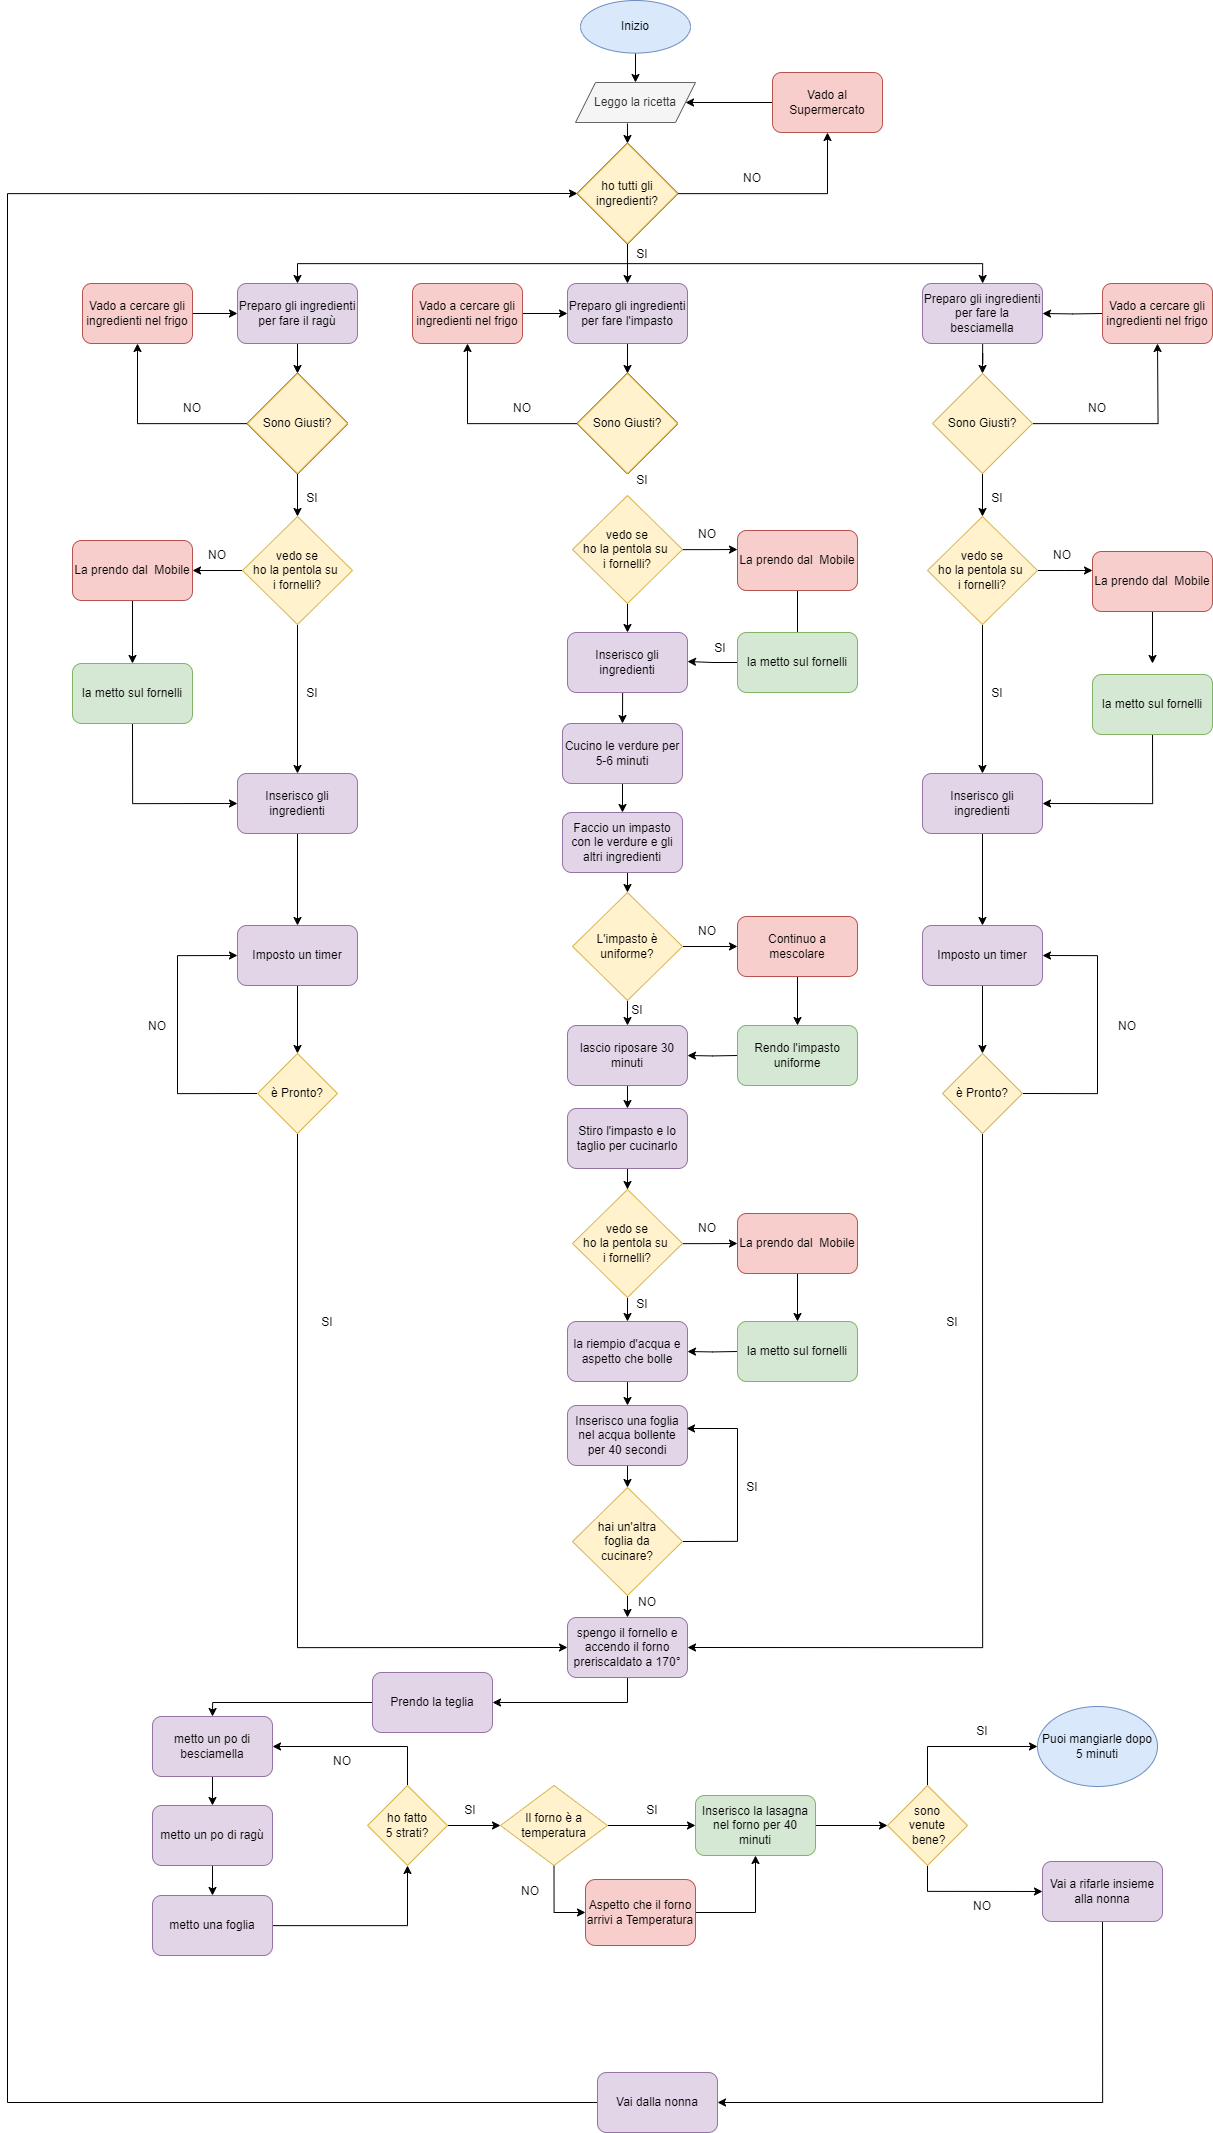 Inizio
Leggo la ricetta
Vado al
Supermercato
ho tutti gli
ingredienti?
NO
SI
Vado a cercare gli
ingredienti nel frigo
Preparo gli ingredienti
per fare il ragù
Vado a cercare gli
ingredienti nel frigo
Preparo gli ingredienti
per fare l'impasto
Preparo gli ingredienti
per fare la
besciamella
Vado a cercare gli
ingredienti nel frigo
NO
Sono Giusti?
NO
Sono Giusti?
Sono Giusti?
NO
SI
SI
SI
La prendo dal  Mobile
NO
vedo se
ho la pentola su
i fornelli?
vedo se
ho la pentola su
i fornelli?
NO
La prendo dal  Mobile
vedo se
ho la pentola su
i fornelli?
NO
La prendo dal  Mobile
la metto sul fornelli
SI
Inserisco gli
ingredienti
SI
la metto sul fornelli
SI
la metto sul fornelli
Cucino le verdure per
5-6 minuti
Inserisco gli
ingredienti
Faccio un impasto
con le verdure e gli
altri ingredienti
Inserisco gli
ingredienti
Imposto un timer
L'impasto è
uniforme?
NO
Continuo a
mescolare
Imposto un timer
NO
SI
lascio riposare 30
minuti
Rendo l'impasto
uniforme
NO
è Pronto?
Stiro l'impasto e lo
taglio per cucinarlo
è Pronto?
vedo se
ho la pentola su
i fornelli?
NO
La prendo dal  Mobile
SI
SI
SI
la riempio d'acqua e
aspetto che bolle
la metto sul fornelli
Inserisco una foglia
nel acqua bollente
per 40 secondi
SI
hai un'altra
foglia da
cucinare?
NO
spengo il fornello e
accendo il forno
preriscaldato a 170°
Prendo la teglia
metto un po di
besciamella
NO
SI
Puoi mangiarle dopo
5 minuti
metto un po di ragù
ho fatto
5 strati?
SI
Il forno è a
temperatura
SI
Inserisco la lasagna
nel forno per 40
minuti
sono
venute
bene?
metto una foglia
NO
Aspetto che il forno
arrivi a Temperatura
NO
Vai a rifarle insieme
alla nonna
Vai dalla nonna